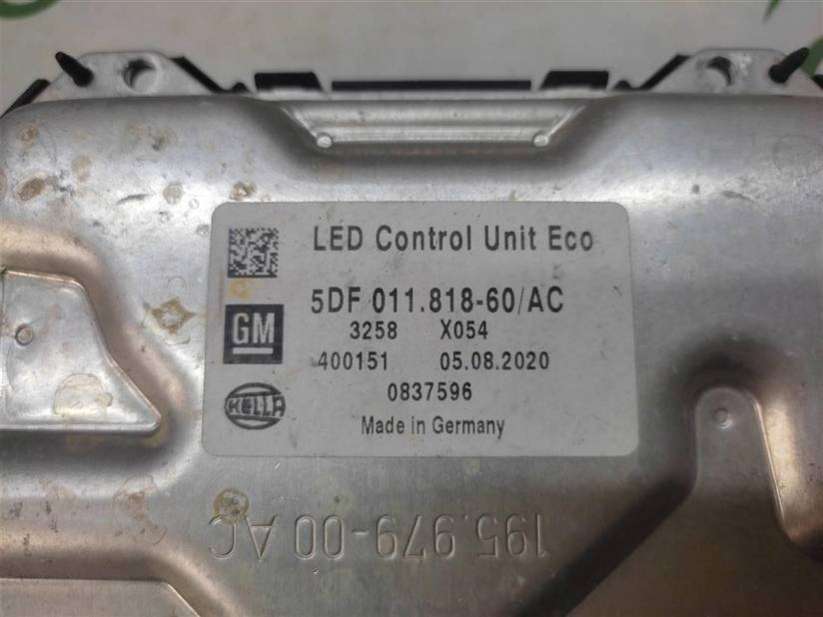 LED Control Unit Eco
5DF 011.818-60/AC
GM
3258 X054
400151 05.08.2020
HELLA
0837596
Made in Germany
195.979-00 AC